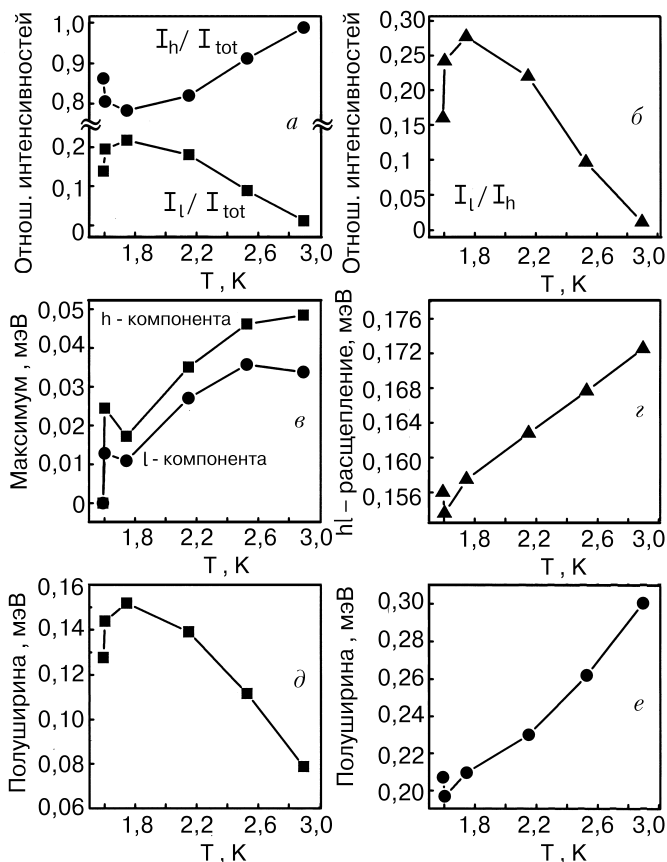 Отнош. интенсивностей
1,0
0,9
0,8
0,2
0,1
0
I_h / I_tot
а
I_l / I_tot
1,8 2,2 2,6 3,0
T , K
Отнош. интенсивностей
0,30
0,25
0,20
0,15
0,10
0,05
0,00
б
I_l / I_h
1,8 2,2 2,6 3,0
T , K
Максимум , мэВ
0,05
0,04
0,03
0,02
0,01
0
h - компонента
в
l - компонента
1,8 2,2 2,6 3,0
T , K
hl – расщепление, мэВ
0,176
0,172
0,168
0,164
0,160
0,156
г
1,8 2,2 2,6 3,0
T , K
Полуширина , мэВ
0,16
0,14
0,12
0,10
0,08
0,06
д
1,8 2,2 2,6 3,0
T , K
Полуширина , мэВ
0,30
0,28
0,26
0,24
0,22
0,20
е
1,8 2,2 2,6 3,0
T , K